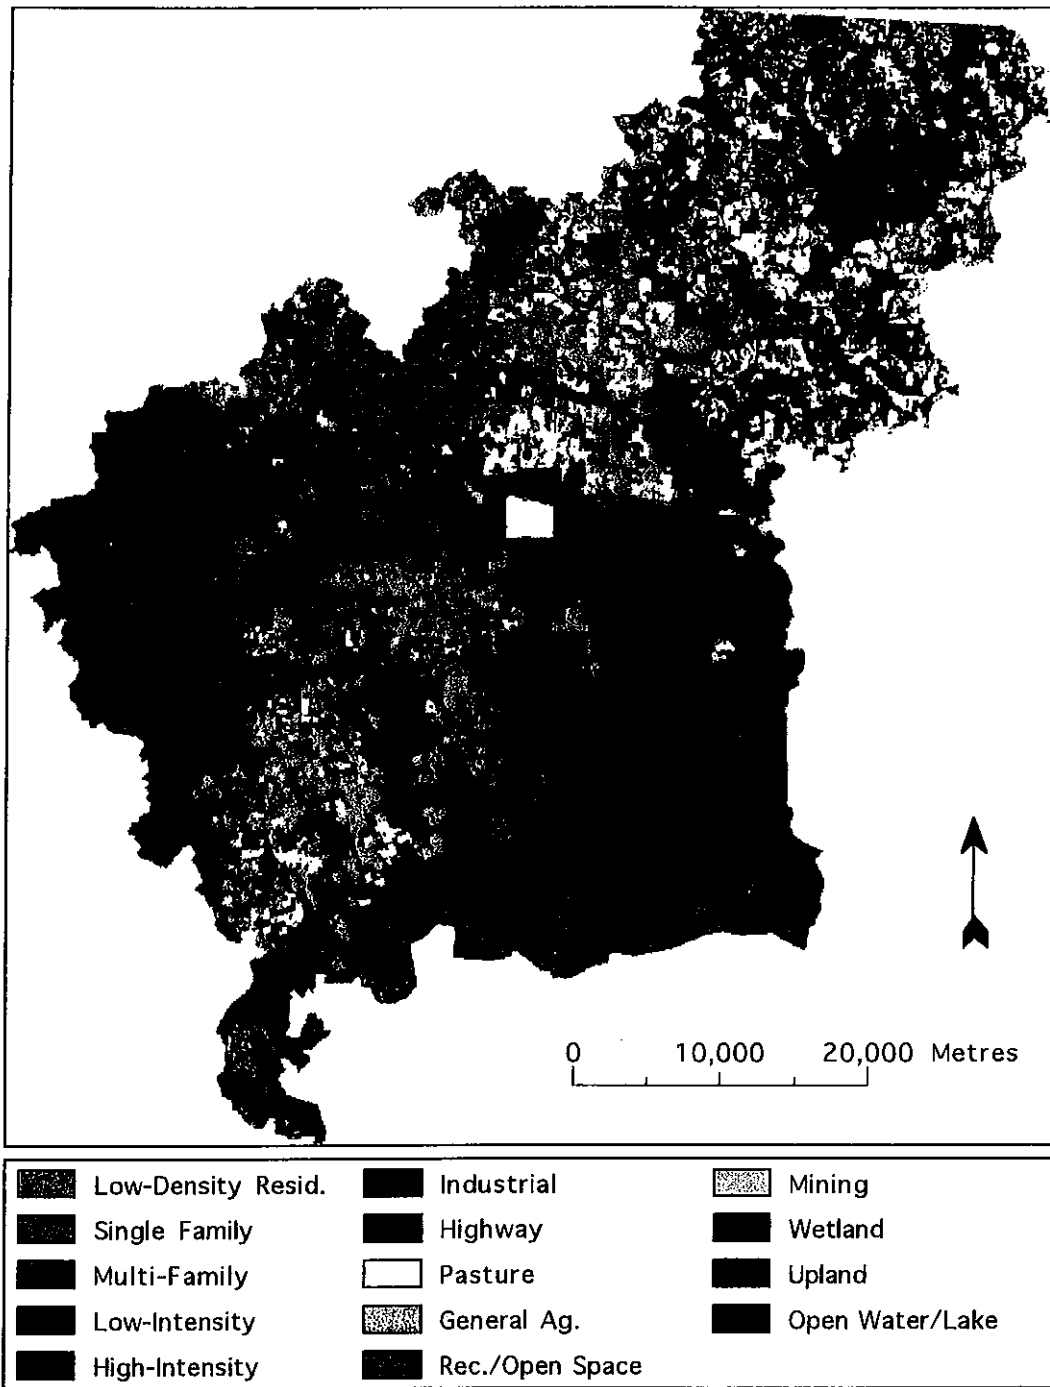 0 10,000 20,000 Metres
Low-Density Resid.
Single Family
Multi-Family
Low-Intensity
High-Intensity
Industrial
Highway
Pasture
General Ag.
Rec./Open Space
Mining
Wetland
Upland
Open Water/Lake